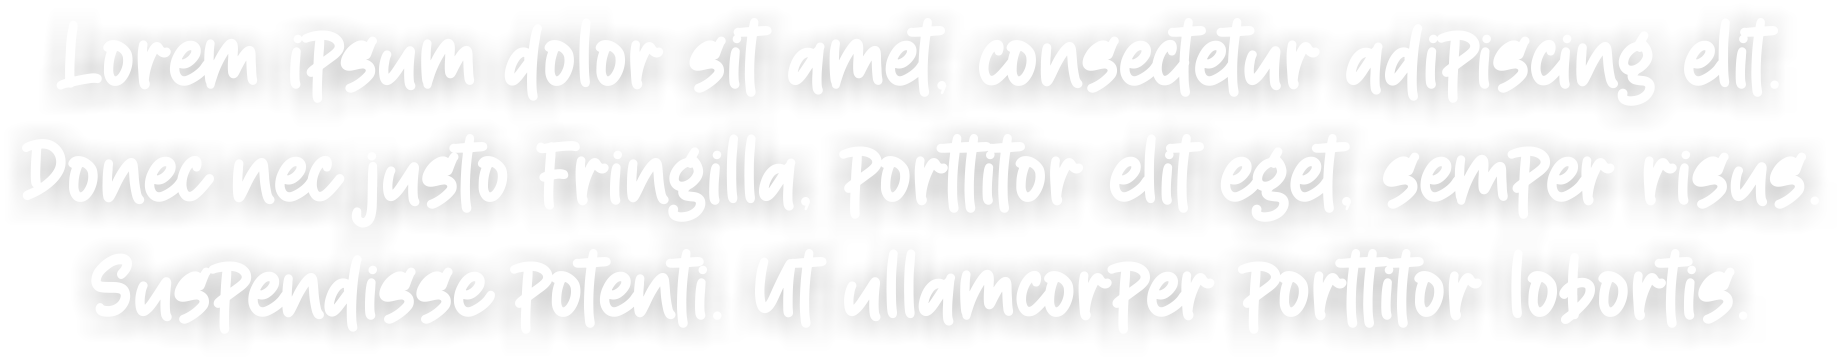 Lorem ipsum dolor sit amet, consectetur adipiscing elit.
Donec nec justo fringilla, porttitor elit eget, semper risus.
Suspendisse potenti. Ut ullamcorper porttitor lobortis.